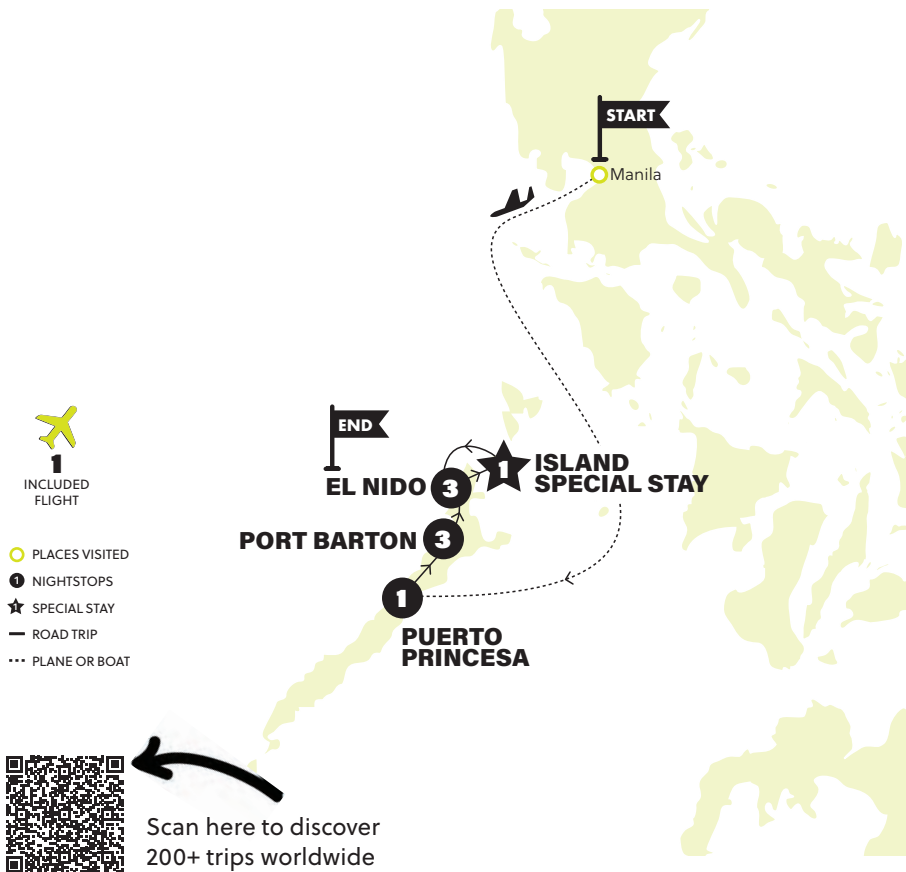 START
Manila
END
1
ISLAND
SPECIAL STAY
EL NIDO
3
PORT BARTON
3
1
PUERTO
PRINCESA
1
INCLUDED
FLIGHT
PLACES VISITED
1 NIGHTSTOPS
1 SPECIAL STAY
ROAD TRIP
PLANE OR BOAT
Scan here to discover
200+ trips worldwide